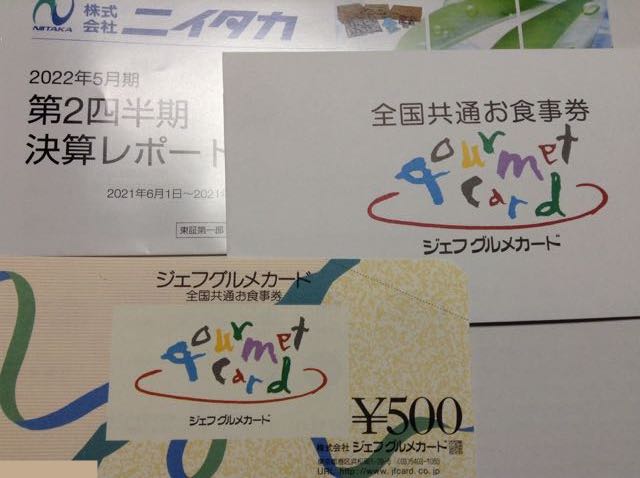 NIITAKA
株式
会社
ニイタカ
2022年5月期
第2四半期
決算レポート
2021年6月1日〜2021
東証第一部
全国共通お食事券
gourmet
card
ジェフグルメカード
ジェフグルメカード
全国共通お食事券
gourmet
card
ジェフグルメカード
¥500
株式会社ジェフグルメカード
URL http://www.jfcard.co.jp